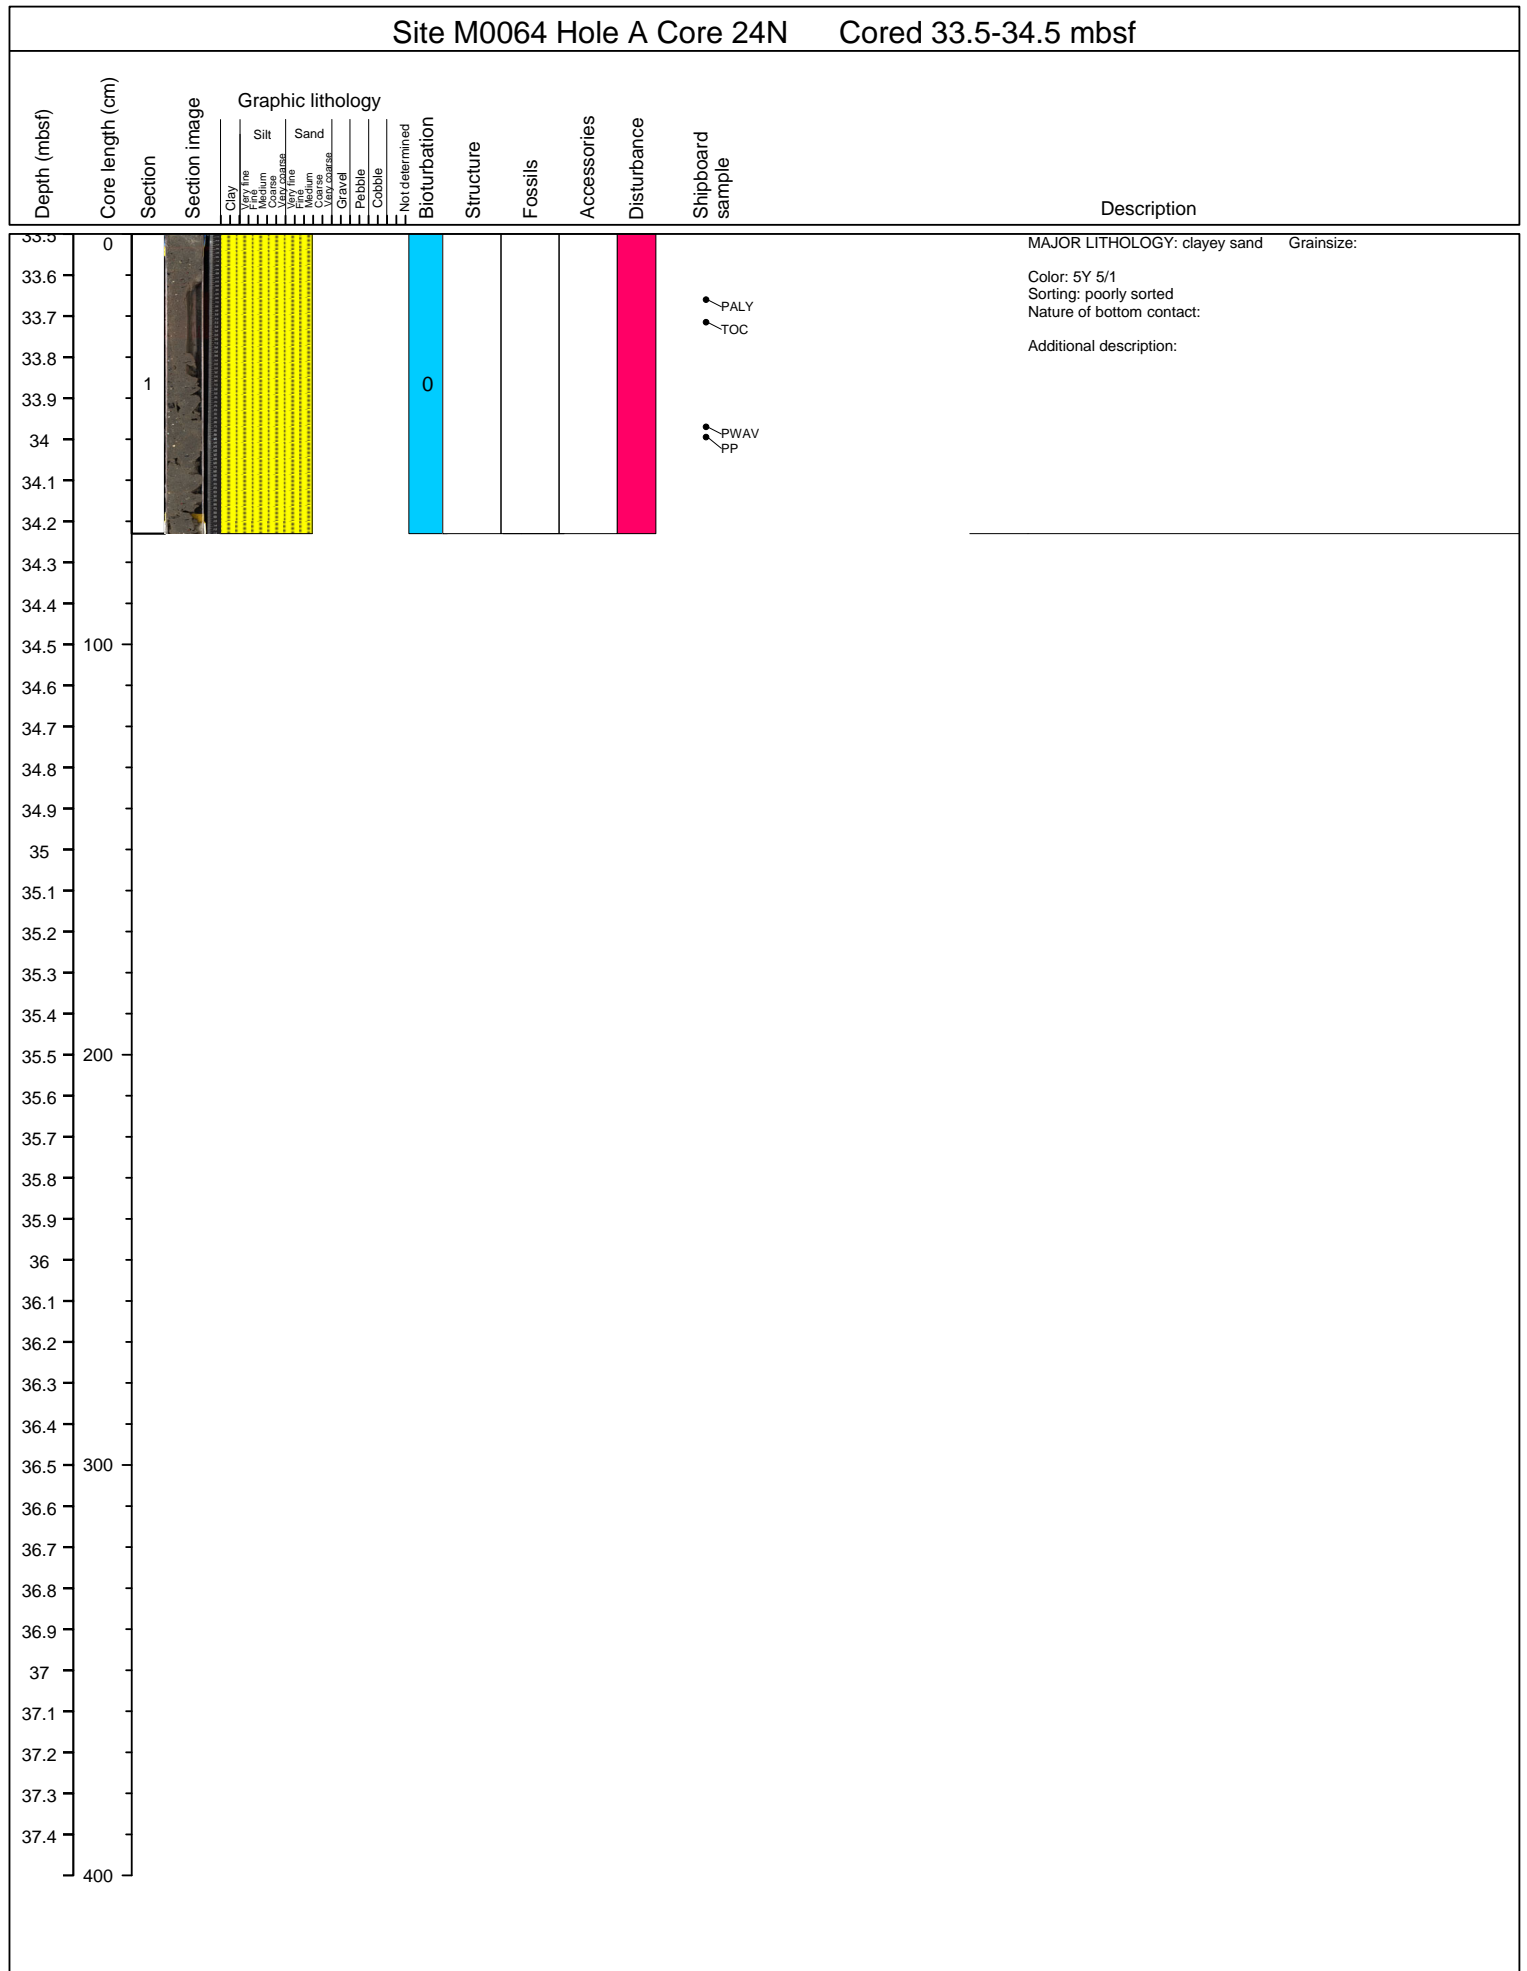 Site M0064 Hole A Core 24N Cored 33.5-34.5 mbsf
Depth (mbsf)
Core length (cm)
Section
Section image
Graphic lithology
Clay
Silt
Very fine
Fine
Medium
Coarse
Very coarse
Sand
Very fine
Fine
Medium
Coarse
Very coarse
Gravel
Pebble
Cobble
Not determined
Bioturbation
Structure
Fossils
Accessories
Disturbance
Shipboard
sample
Description
33.5
33.6
33.7
33.8
33.9
34
34.1
34.2
34.3
34.4
34.5
34.6
34.7
34.8
34.9
35
35.1
35.2
35.3
35.4
35.5
35.6
35.7
35.8
35.9
36
36.1
36.2
36.3
36.4
36.5
36.6
36.7
36.8
36.9
37
37.1
37.2
37.3
37.4
0
100
200
300
400
1
0
PALY
TOC
PWAV
PP
MAJOR LITHOLOGY: clayey sand Grainsize:
Color: 5Y 5/1
Sorting: poorly sorted
Nature of bottom contact:
Additional description: